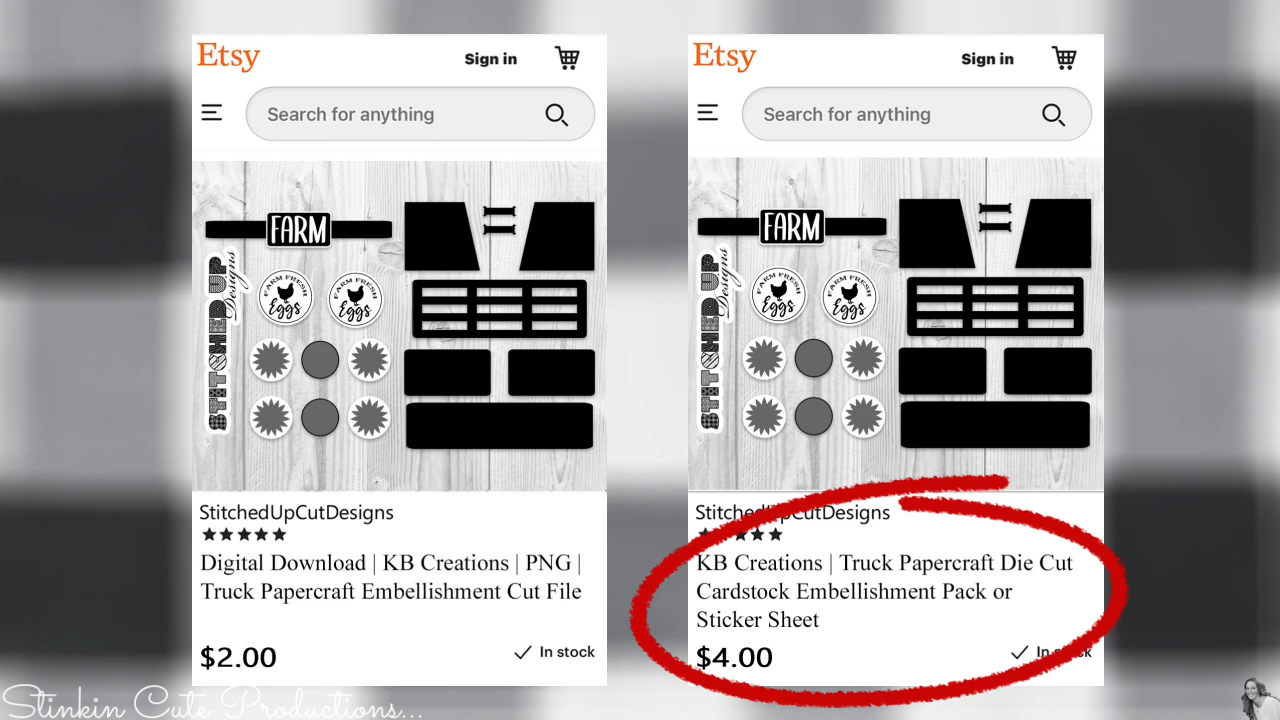 Etsy
Sign in
Search for anything
FARM
STITCHED UP
Designs
FARM FRESH
Eggs
FARM FRESH
Eggs
StitchedUpCutDesigns
Digital Download | KB Creations | PNG |
Truck Papercraft Embellishment Cut File
$2.00
In stock
Etsy
Sign in
Search for anything
FARM
STITCHED UP
Designs
FARM FRESH
Eggs
FARM FRESH
Eggs
StitchedUpCutDesigns
KB Creations | Truck Papercraft Die Cut
Cardstock Embellishment Pack or
Sticker Sheet
$4.00
In stock
Stinkin Cute Productions...